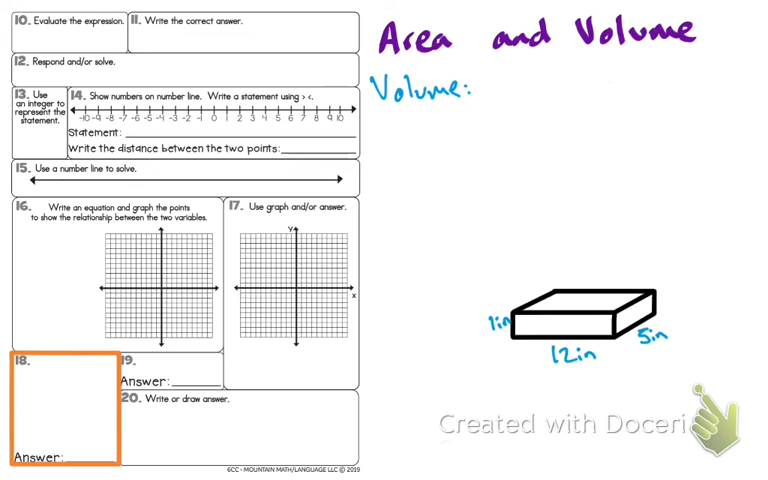 10. Evaluate the expression.
11. Write the correct answer.
12. Respond and/or solve.
13. Use an integer to represent the statement.
14. Show numbers on number line. Write a statement using > <.
-10 -9 -8 -7 -6 -5 -4 -3 -2 -1 0 1 2 3 4 5 6 7 8 9 10
Statement:
Write the distance between the two points:
15. Use a number line to solve.
16. Write an equation and graph the points
to show the relationship between the two variables.
17. Use graph and/or answer.
y
x
18.
Answer:
19.
Answer:
20. Write or draw answer.
6CC - MOUNTAIN MATH/LANGUAGE LLC © 2019
Area and Volume
Volume:
1in
12in
5in
Created with Doceri